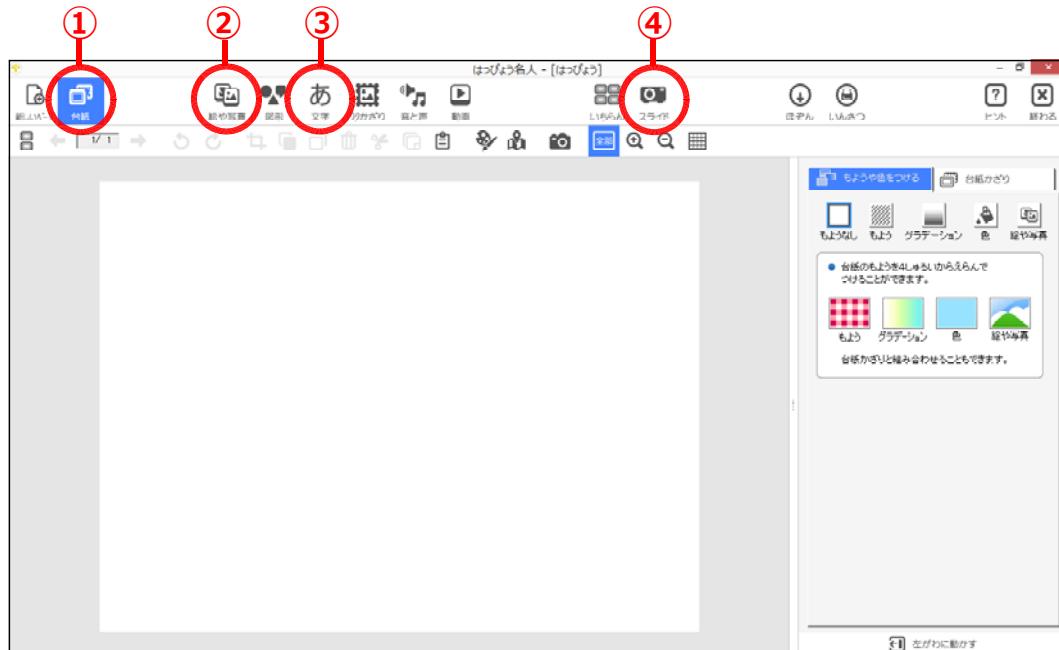 ① ② ③ ④
はっぴょう名人 - [はっぴょう]
台紙 絵や写真 図形 あ 文字 音と声 動画 いちらん スライド ほぞん いんさつ ? ヒント 終わる
1/ 1 全部
もようや色をつける 台紙かざり
もようなし もよう グラデーション 色 絵や写真
● 台紙のもようを4しゅるいからえらんで
つけることができます。
もよう グラデーション 色 絵や写真
台紙かざりと組み合わせることもできます。
左がわに動かす